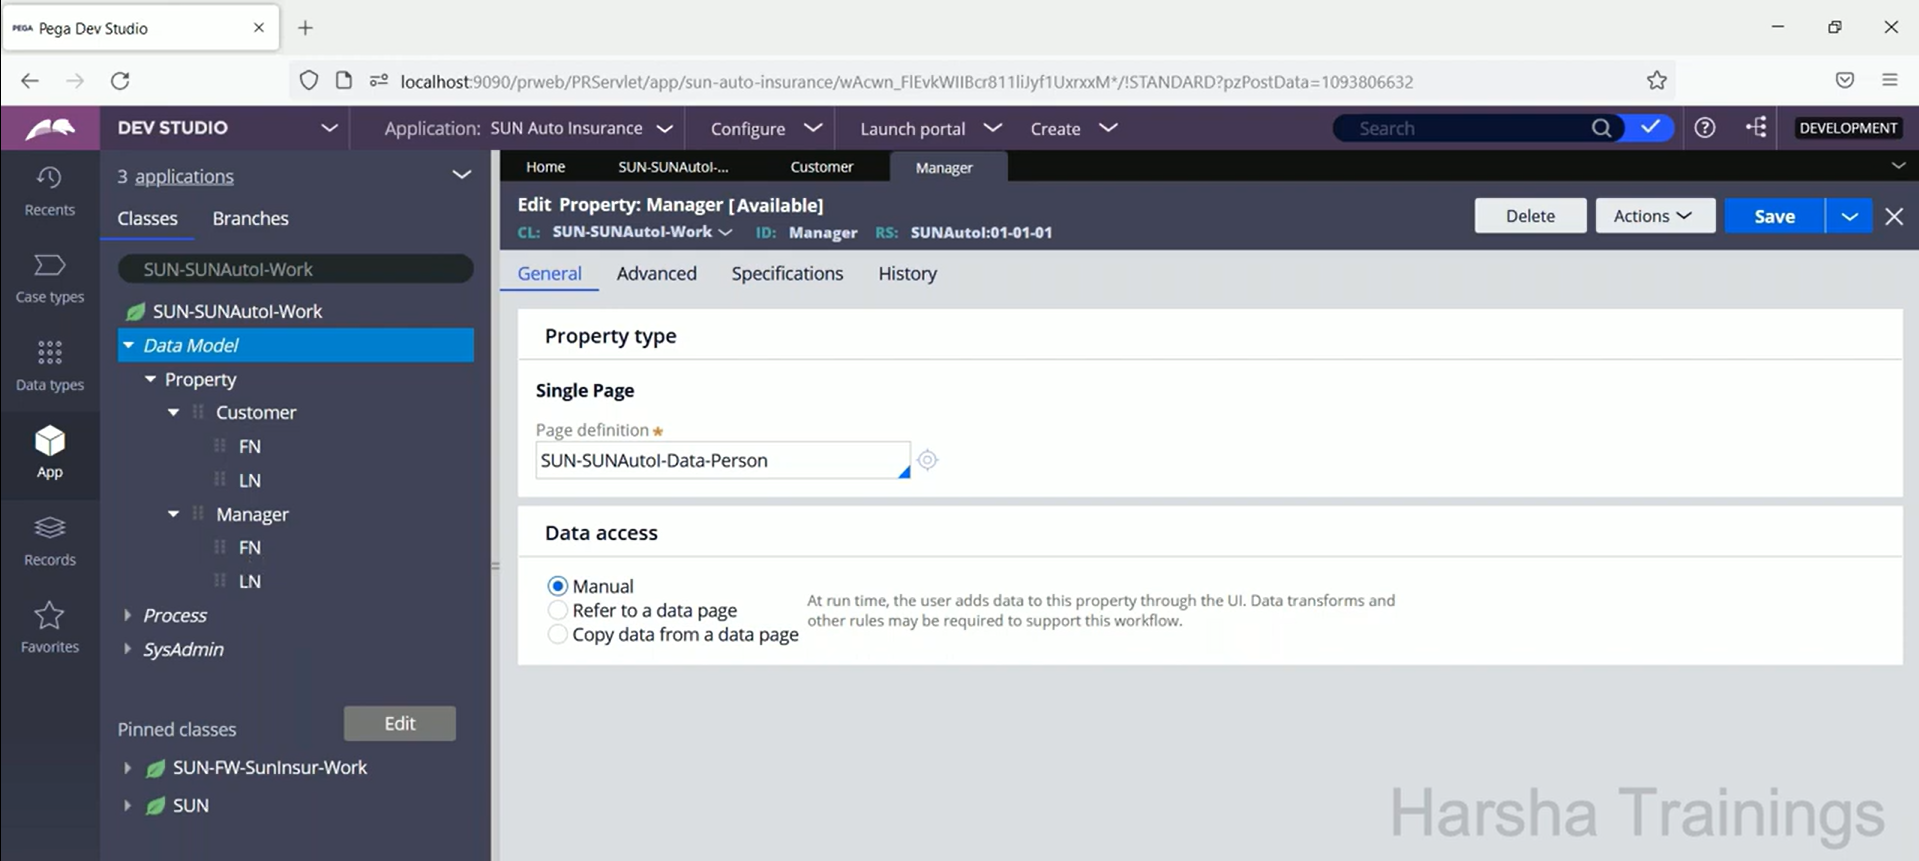 PEGA Pega Dev Studio
localhost:9090/prweb/PRServlet/app/sun-auto-insurance/wAcwn_FlEvkWIIBcr811liJyf1UxrxxM*/!STANDARD?pzPostData=1093806632
DEV STUDIO
Application: SUN Auto Insurance
Configure
Launch portal
Create
Search
DEVELOPMENT
Recents
Case types
Data types
App
Records
Favorites
3 applications
Classes Branches
SUN-SUNAutoI-Work
SUN-SUNAutoI-Work
Data Model
Property
Customer
FN
LN
Manager
FN
LN
Process
SysAdmin
Pinned classes
Edit
SUN-FW-SunInsur-Work
SUN
Home SUN-SUNAutoI-... Customer Manager
Edit Property: Manager [Available]
CL: SUN-SUNAutoI-Work ID: Manager RS: SUNAutoI:01-01-01
Delete Actions Save
General Advanced Specifications History
Property type
Single Page
Page definition *
SUN-SUNAutoI-Data-Person
Data access
Manual
Refer to a data page
Copy data from a data page
At run time, the user adds data to this property through the UI. Data transforms and
other rules may be required to support this workflow.
Harsha Trainings